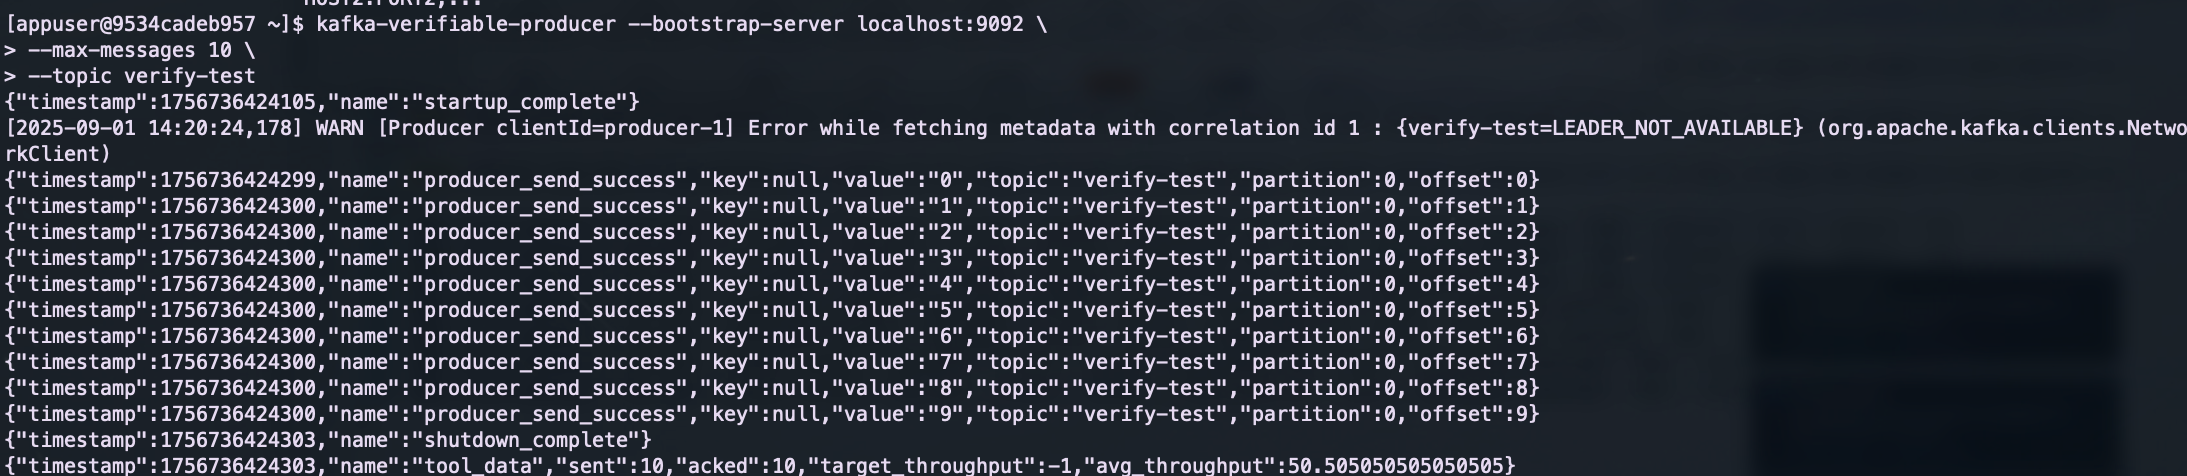 HOST2:PORT2,...
[appuser@9534cadeb957 ~]$ kafka-verifiable-producer --bootstrap-server localhost:9092 \
> --max-messages 10 \
> --topic verify-test
{"timestamp":1756736424105,"name":"startup_complete"}
[2025-09-01 14:20:24,178] WARN [Producer clientId=producer-1] Error while fetching metadata with correlation id 1 : {verify-test=LEADER_NOT_AVAILABLE} (org.apache.kafka.clients.Netwo
rkClient)
{"timestamp":1756736424299,"name":"producer_send_success","key":null,"value":"0","topic":"verify-test","partition":0,"offset":0}
{"timestamp":1756736424300,"name":"producer_send_success","key":null,"value":"1","topic":"verify-test","partition":0,"offset":1}
{"timestamp":1756736424300,"name":"producer_send_success","key":null,"value":"2","topic":"verify-test","partition":0,"offset":2}
{"timestamp":1756736424300,"name":"producer_send_success","key":null,"value":"3","topic":"verify-test","partition":0,"offset":3}
{"timestamp":1756736424300,"name":"producer_send_success","key":null,"value":"4","topic":"verify-test","partition":0,"offset":4}
{"timestamp":1756736424300,"name":"producer_send_success","key":null,"value":"5","topic":"verify-test","partition":0,"offset":5}
{"timestamp":1756736424300,"name":"producer_send_success","key":null,"value":"6","topic":"verify-test","partition":0,"offset":6}
{"timestamp":1756736424300,"name":"producer_send_success","key":null,"value":"7","topic":"verify-test","partition":0,"offset":7}
{"timestamp":1756736424300,"name":"producer_send_success","key":null,"value":"8","topic":"verify-test","partition":0,"offset":8}
{"timestamp":1756736424300,"name":"producer_send_success","key":null,"value":"9","topic":"verify-test","partition":0,"offset":9}
{"timestamp":1756736424303,"name":"shutdown_complete"}
{"timestamp":1756736424303,"name":"tool_data","sent":10,"acked":10,"target_throughput":-1,"avg_throughput":50.505050505050505}